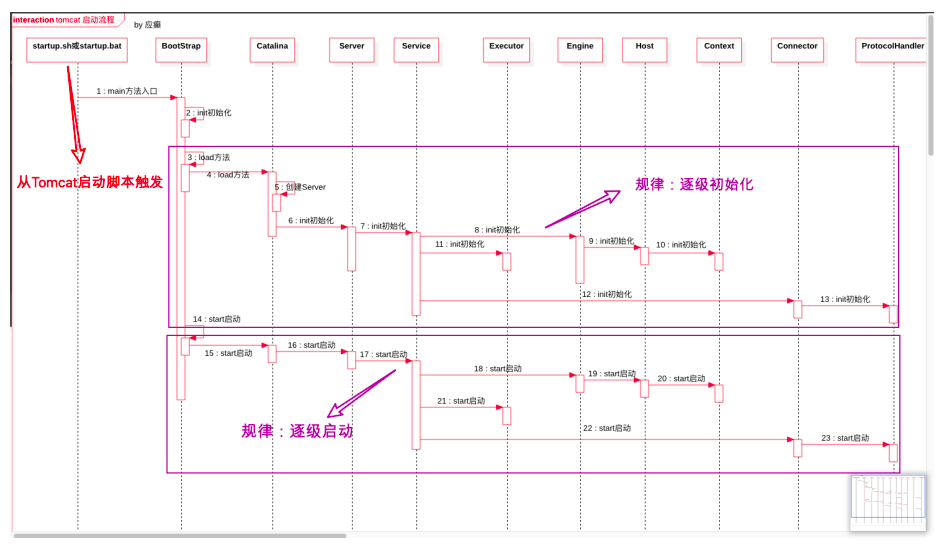 interaction tomcat 启动流程
by 应癫
startup.sh或startup.bat
BootStrap
Catalina
Server
Service
Executor
Engine
Host
Context
Connector
ProtocolHandler
1 : main方法入口
2 : init初始化
3 : load方法
4 : load方法
从Tomcat启动脚本触发
5 : 创建Server
规律：逐级初始化
6 : init初始化
7 : init初始化
8 : init初始化
9 : init初始化
10 : init初始化
11 : init初始化
12 : init初始化
13 : init初始化
14 : start启动
15 : start启动
16 : start启动
17 : start启动
18 : start启动
19 : start启动
20 : start启动
21 : start启动
规律：逐级启动
22 : start启动
23 : start启动